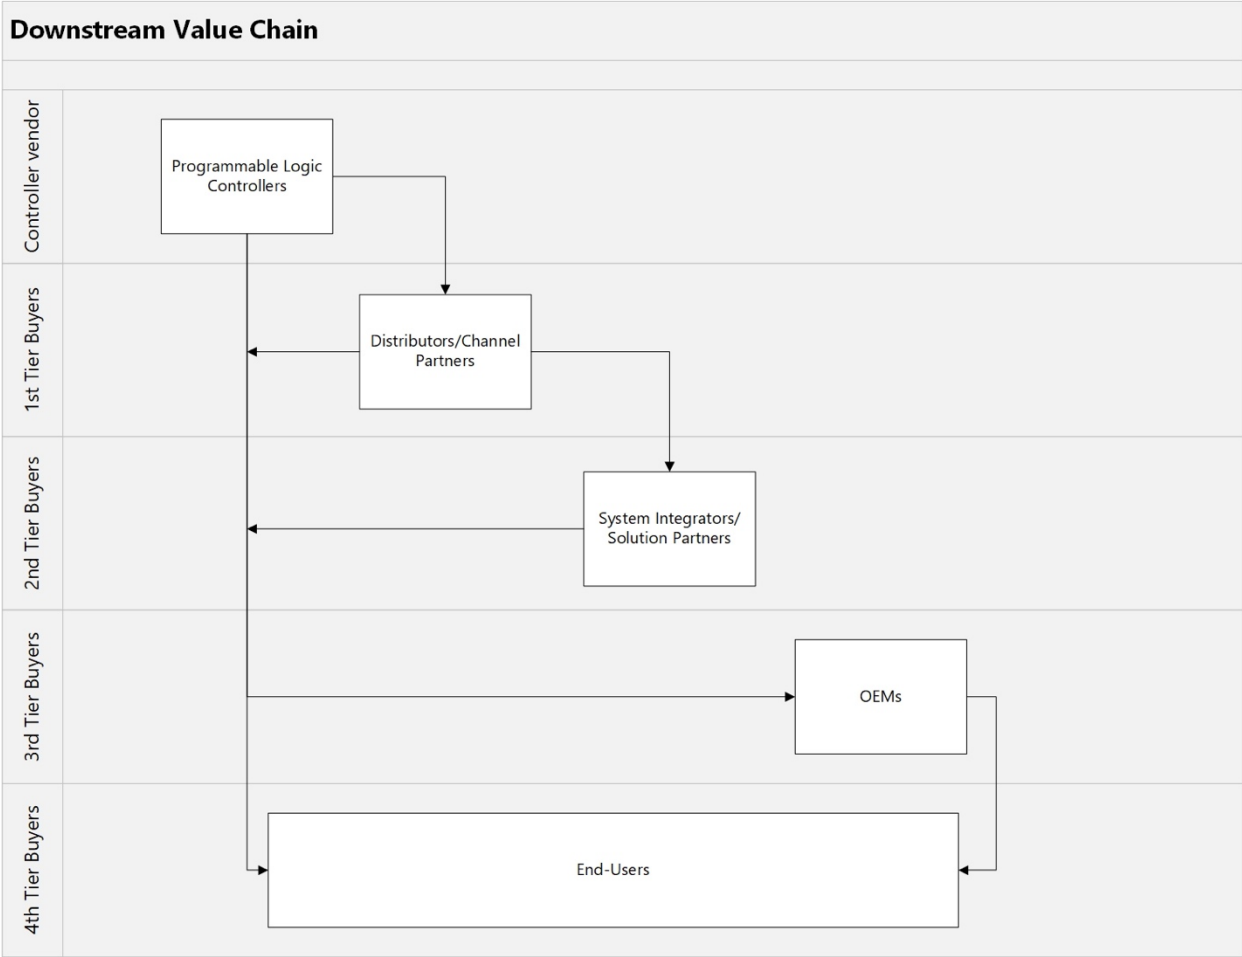 Downstream Value Chain
Controller vendor
Programmable Logic
Controllers
1st Tier Buyers
Distributors/Channel
Partners
2nd Tier Buyers
System Integrators/
Solution Partners
3rd Tier Buyers
OEMs
4th Tier Buyers
End-Users